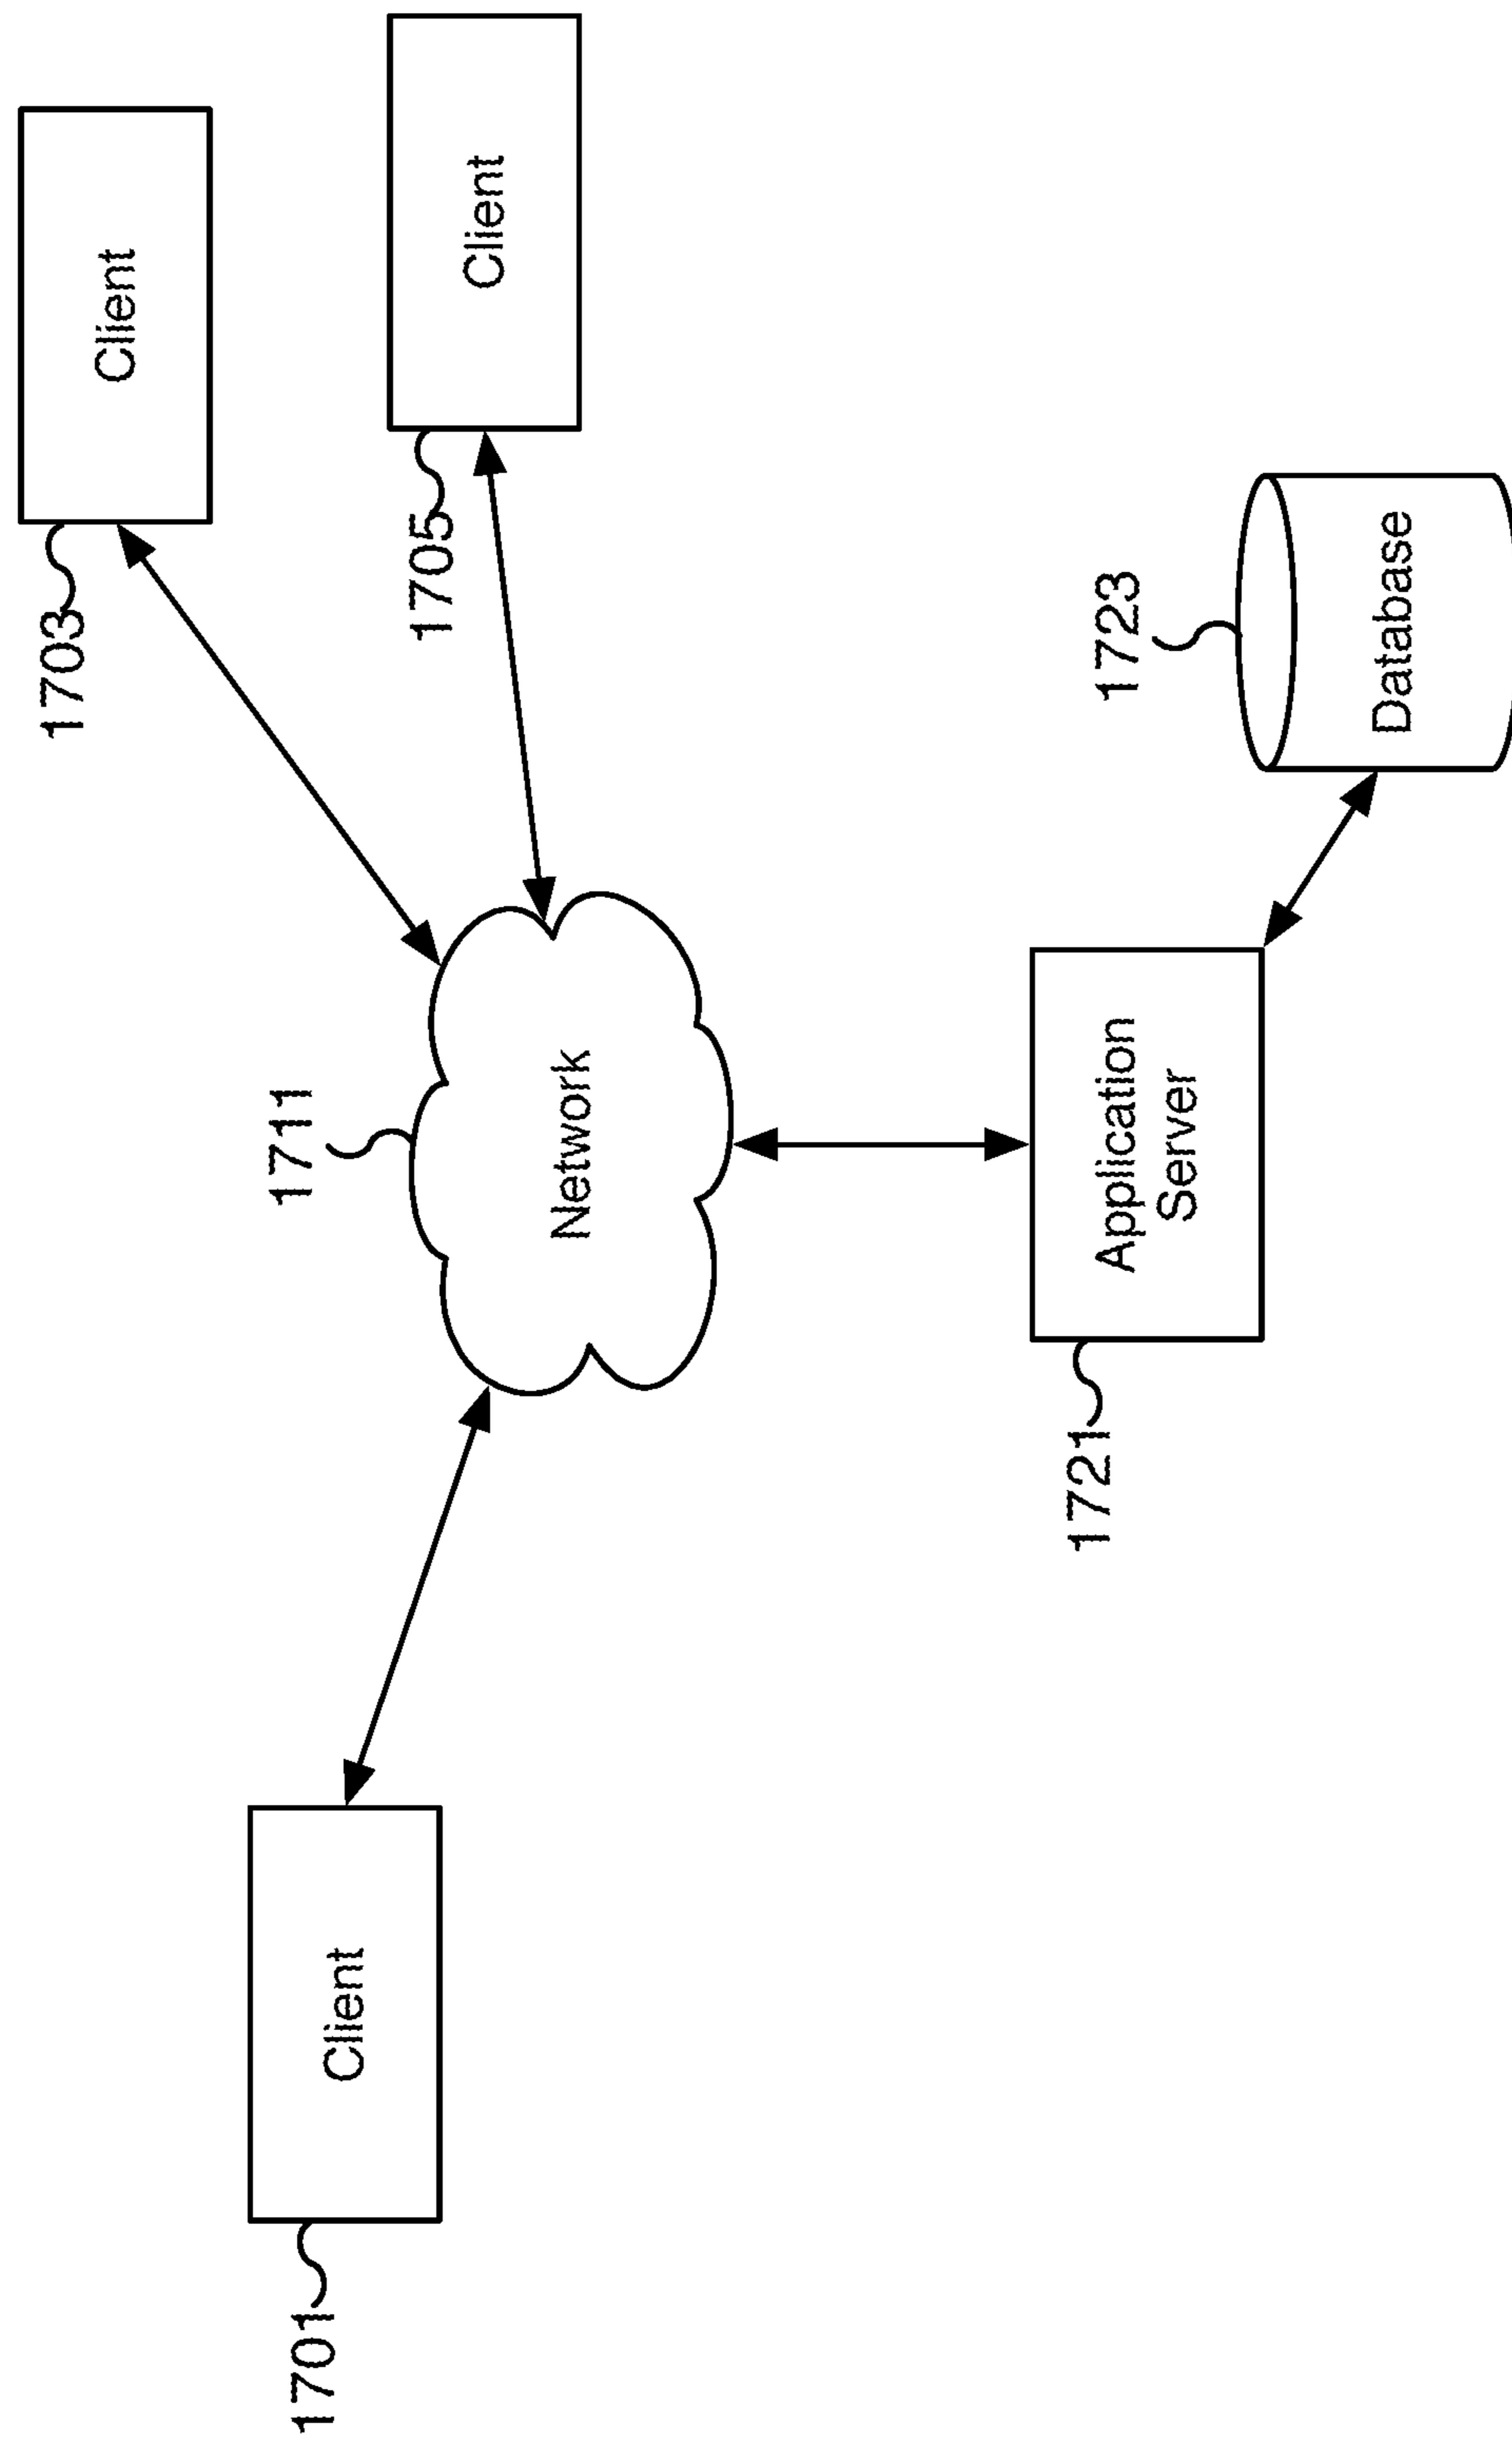 1701
Client
1711
Network
1703
Client
1705
Client
1721
Application
Server
1723
Database